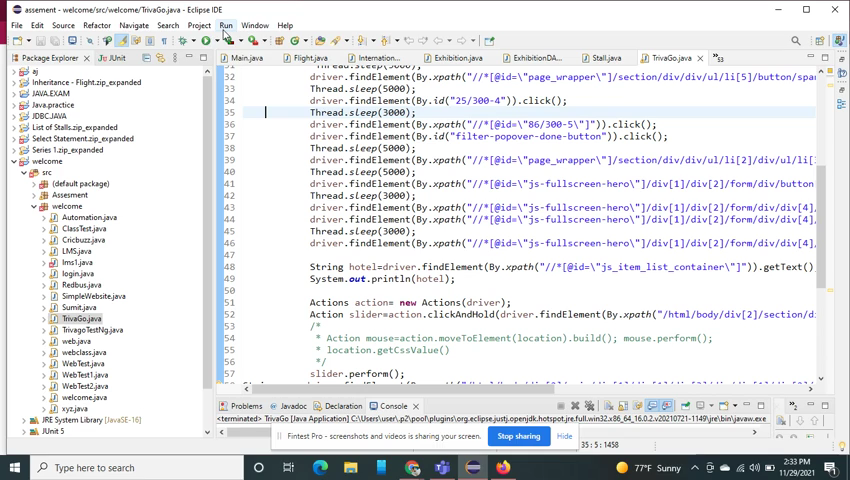 assement - welcome/src/welcome/TrivaGo.java - Eclipse IDE
File Edit Source Refactor Navigate Search Project Run Window Help
Package Explorer JUnit
Main.java Flight.java Internation... Exhibition.java ExhibitionDA... Stall.java TrivaGo.java 53
aj
Inheritance - Flight.zip_expanded
JAVA.EXAM
Java.practice
JDBC.JAVA
List of Stalls.zip_expanded
Select Statement.zip_expanded
Series 1.zip_expanded
welcome
src
(default package)
Assesment
welcome
Automation.java
ClassTest.java
Cricbuzz.java
LMS.java
lms1.java
login.java
Redbus.java
SimpleWebsite.java
Sumit.java
TrivaGo.java
TrivagoTestNg.java
web.java
webclass.java
WebTest.java
WebTest1.java
WebTest2.java
welcome.java
xyz.java
JRE System Library [JavaSE-16]
JUnit 5
31 Thread.sleep(5000);
32 driver.findElement(By.xpath("//*[@id=\"page_wrapper\"]/section/div/div/ul/li[5]/button/span
33 Thread.sleep(5000);
34 driver.findElement(By.id("25/300-4")).click();
35 Thread.sleep(3000);
36 driver.findElement(By.xpath("//*[@id=\"86/300-5\"]")).click();
37 driver.findElement(By.id("filter-popover-done-button")).click();
38 Thread.sleep(5000);
39 driver.findElement(By.xpath("//*[@id=\"page_wrapper\"]/section/div/div/ul/li[2]/div/ul/li[
40 Thread.sleep(5000);
41 driver.findElement(By.xpath("//*[@id=\"js-fullscreen-hero\"]/div[1]/div[2]/form/div/button
42 Thread.sleep(3000);
43 driver.findElement(By.xpath("//*[@id=\"js-fullscreen-hero\"]/div[1]/div[2]/form/div/div[4]/
44 driver.findElement(By.xpath("//*[@id=\"js-fullscreen-hero\"]/div[1]/div[2]/form/div/div[4],
45 Thread.sleep(3000);
46 driver.findElement(By.xpath("//*[@id=\"js-fullscreen-hero\"]/div[1]/div[2]/form/div/div[4],
47
48 String hotel=driver.findElement(By.xpath("//*[@id=\"js_item_list_container\"]")).getText()
49 System.out.println(hotel);
50
51 Actions action= new Actions(driver);
52 Action slider=action.clickAndHold(driver.findElement(By.xpath("/html/body/div[2]/section/di
53 /*
54 * Action mouse=action.moveToElement(location).build(); mouse.perform();
55 * location.getCssValue()
56 */
57 slider.perform();
Problems Javadoc Declaration Console 2
<terminated> TrivaGo [Java Application] C:\Users\user\.p2\pool\plugins\org.eclipse.justj.openjdk.hotspot.jre.full.win32.x86_64_16.0.2.v20210721-1149\jre\bin\javaw.exe
Fintest Pro - screenshots and videos is sharing your screen. Stop sharing Hide
35 : 5 : 1458
Type here to search
77°F Sunny
2:33 PM
11/29/2021